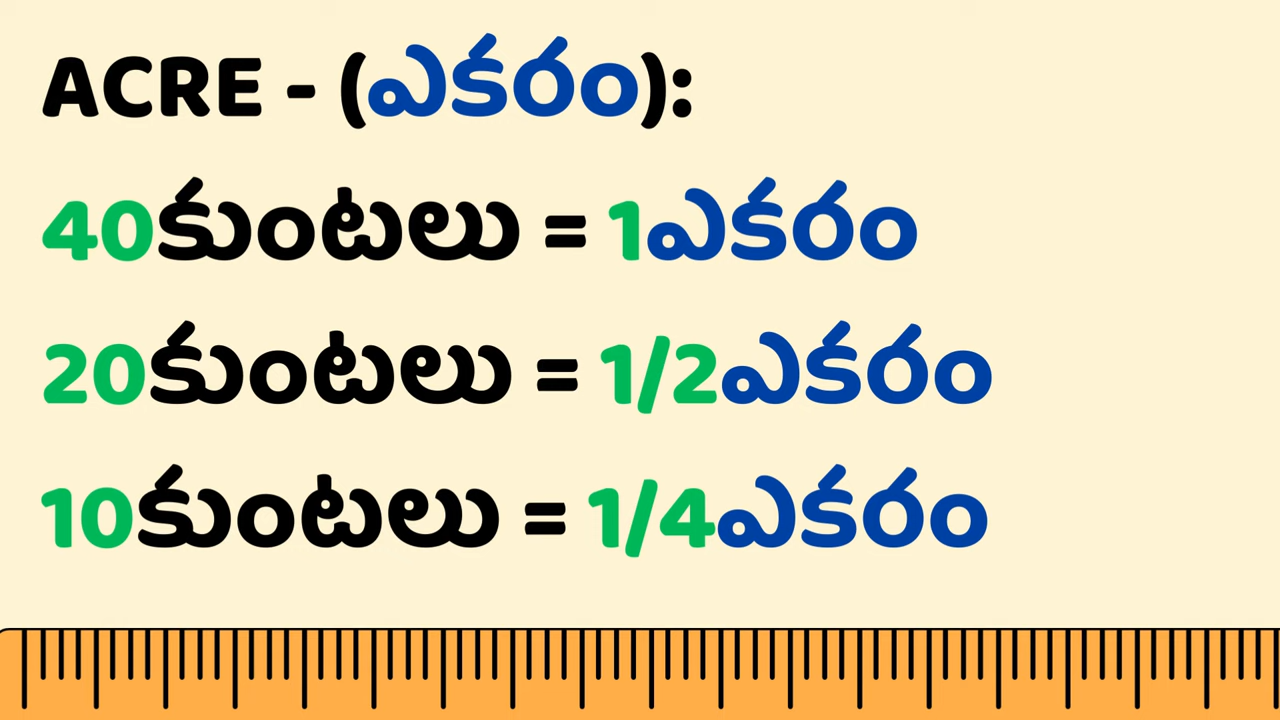 ACRE - (ఎకరం):
40కుంటలు = 1ఎకరం
20కుంటలు = 1/2ఎకరం
10కుంటలు = 1/4ఎకరం